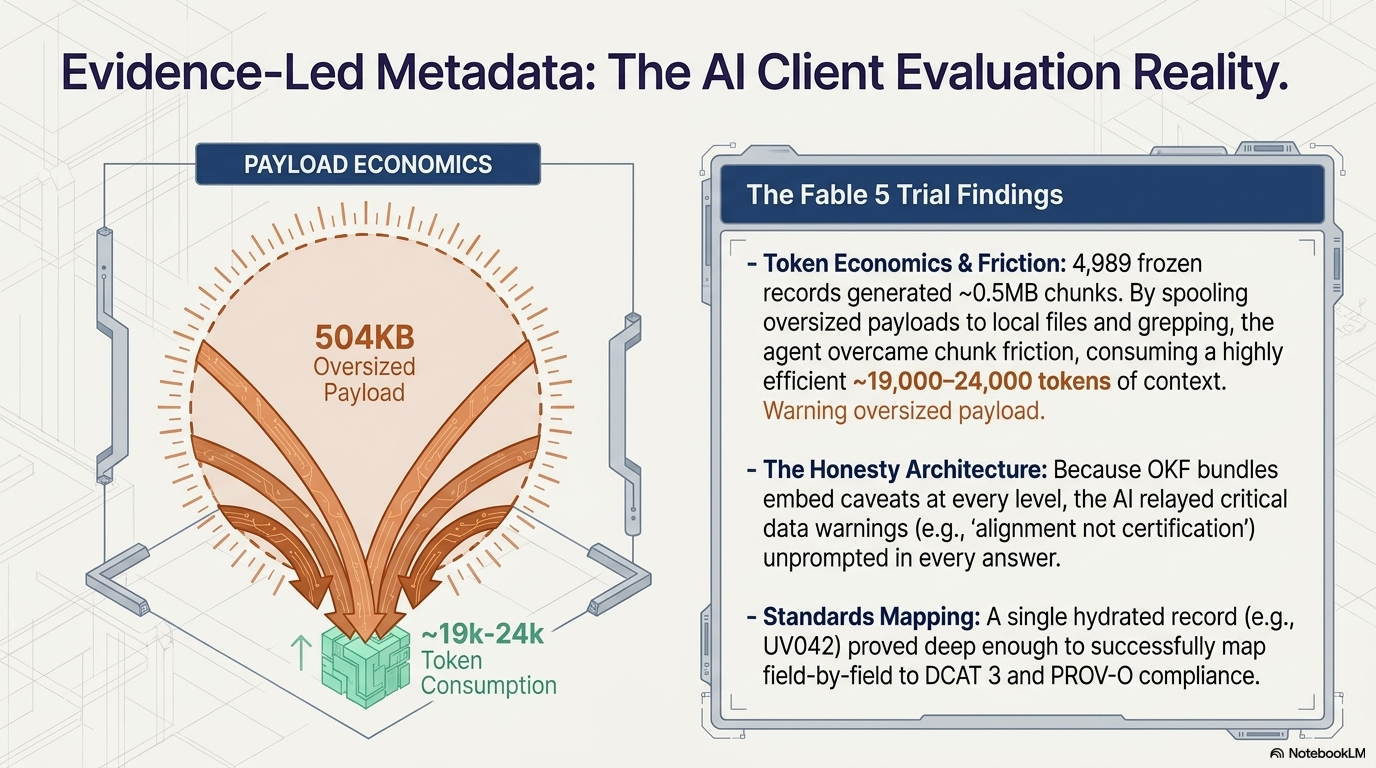 Evidence-Led Metadata: The AI Client Evaluation Reality.
PAYLOAD ECONOMICS
504KB
Oversized
Payload
~19k-24k
Token
Consumption
The Fable 5 Trial Findings
- Token Economics & Friction: 4,989 frozen
records generated ~0.5MB chunks. By spooling
oversized payloads to local files and grepping, the
agent overcame chunk friction, consuming a highly
efficient ~19,000–24,000 tokens of context.
Warning oversized payload.
- The Honesty Architecture: Because OKF bundles
embed caveats at every level, the AI relayed critical
data warnings (e.g., ‘alignment not certification’)
unprompted in every answer.
- Standards Mapping: A single hydrated record (e.g.,
UV042) proved deep enough to successfully map
field-by-field to DCAT 3 and PROV-O compliance.
NotebookLM